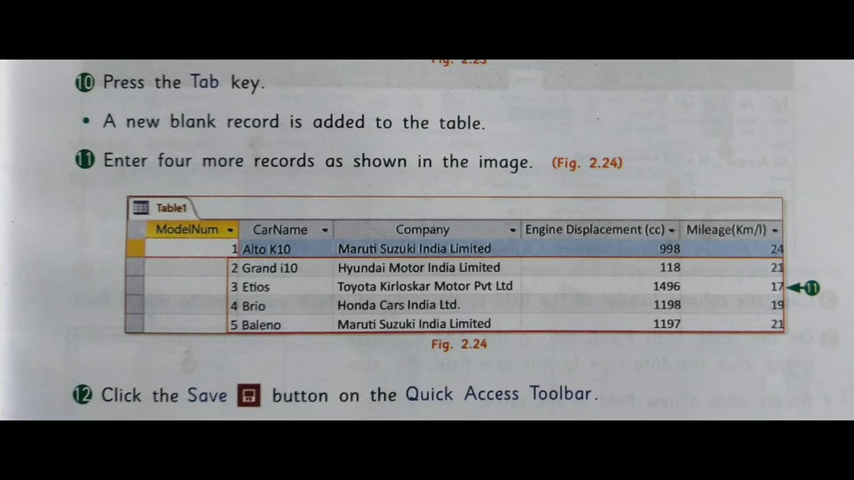 Fig. 2.23
10 Press the Tab key.
• A new blank record is added to the table.
11 Enter four more records as shown in the image. (Fig. 2.24)
Table1
ModelNum CarName Company Engine Displacement (cc) Mileage(Km/l)
1 Alto K10 Maruti Suzuki India Limited 998 24
2 Grand i10 Hyundai Motor India Limited 118 21
3 Etios Toyota Kirloskar Motor Pvt Ltd 1496 17 11
4 Brio Honda Cars India Ltd. 1198 19
5 Baleno Maruti Suzuki India Limited 1197 21
Fig. 2.24
12 Click the Save button on the Quick Access Toolbar.